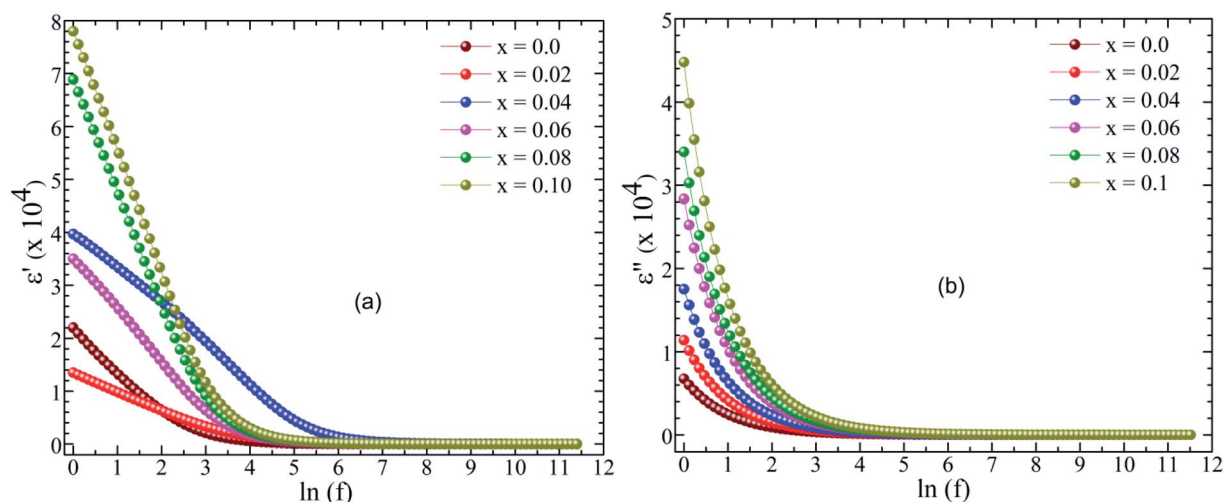 8
7
6
5
4
3
2
1
0
ε' (x 10⁴)
x = 0.0
x = 0.02
x = 0.04
x = 0.06
x = 0.08
x = 0.10
(a)
0 1 2 3 4 5 6 7 8 9 10 11 12
ln (f)
5
4
3
2
1
0
ε'' (x 10⁴)
x = 0.0
x = 0.02
x = 0.04
x = 0.06
x = 0.08
x = 0.1
(b)
0 1 2 3 4 5 6 7 8 9 10 11 12
ln (f)